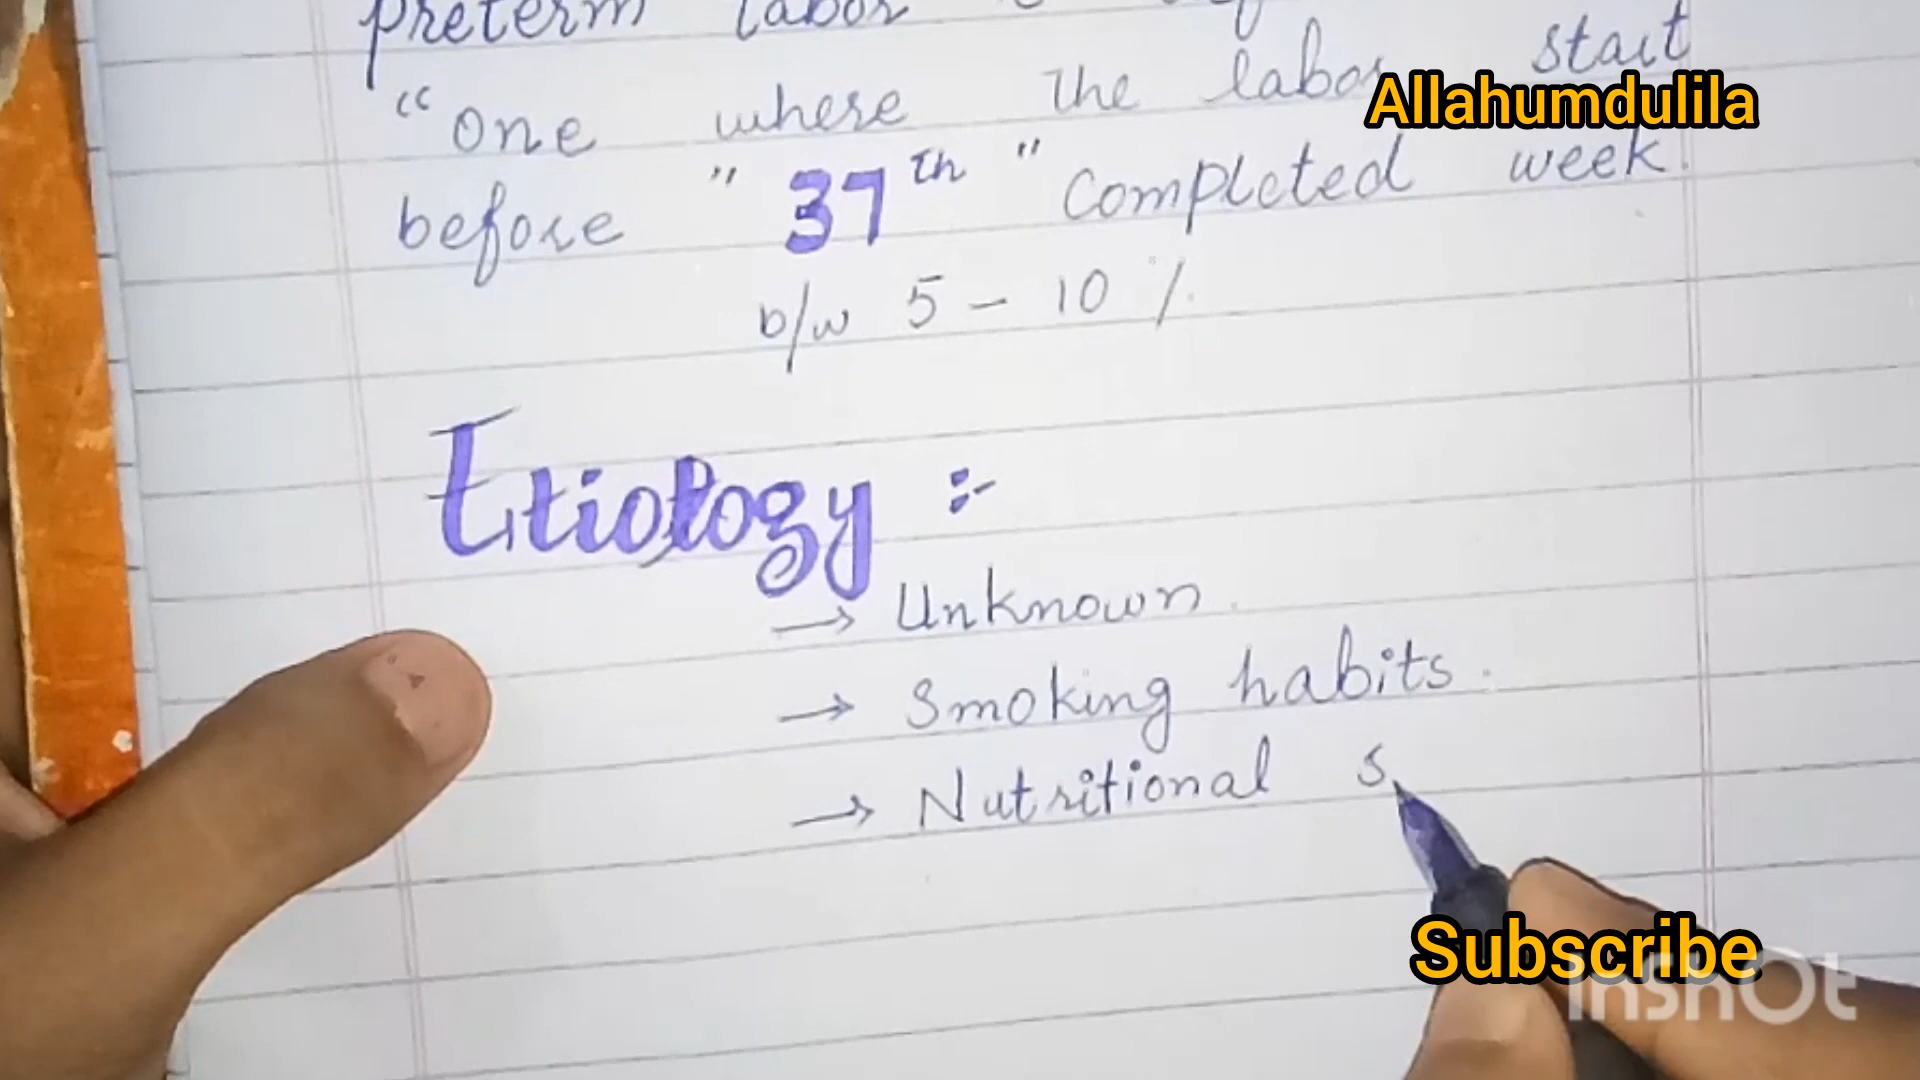 preterm labor
"one where the labor start
before "37th" completed week.
b/w 5 - 10 %
Etiology :-
→ Unknown.
→ Smoking habits.
→ Nutritional s
Allahumdulila
Subscribe
InShOt